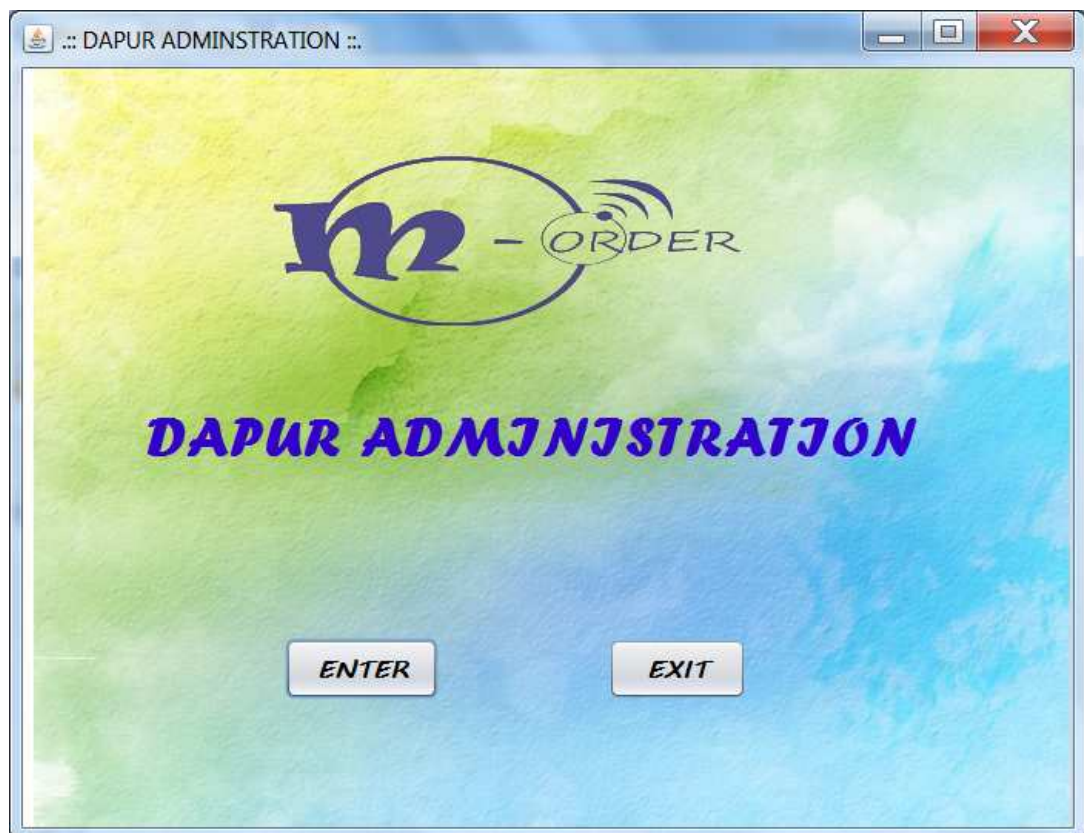 .:: DAPUR ADMINSTRATION ::.
m - ORDER
DAPUR ADMINISTRATION
ENTER
EXIT